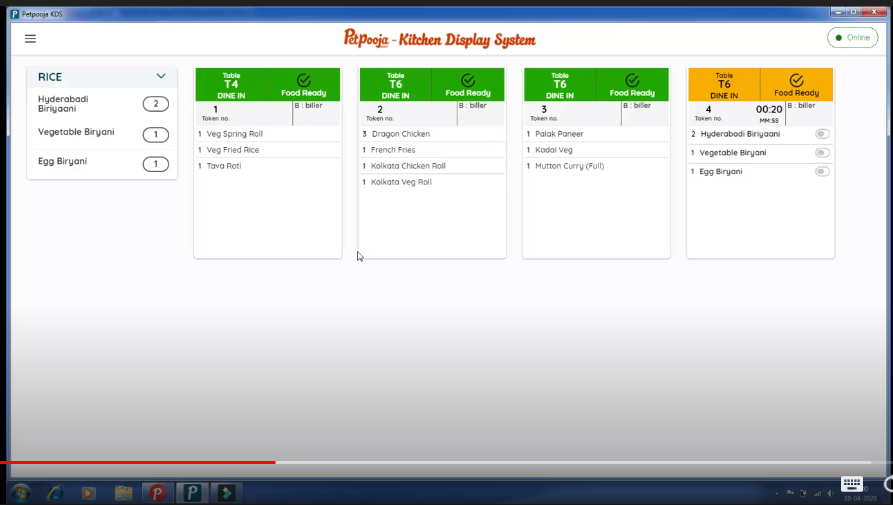 Petpooja KDS
Petpooja - Kitchen Display System
Online
RICE
Hyderabadi
Biriyaani
2
Vegetable Biryani
1
Egg Biryani
1
Table
T4
DINE IN
Food Ready
1
Token no.
B : biller
1 Veg Spring Roll
1 Veg Fried Rice
1 Tava Roti
Table
T6
DINE IN
Food Ready
2
Token no.
B : biller
3 Dragon Chicken
1 French Fries
1 Kolkata Chicken Roll
1 Kolkata Veg Roll
Table
T6
DINE IN
Food Ready
3
Token no.
B : biller
1 Palak Paneer
1 Kadai Veg
1 Mutton Curry (Full)
Table
T6
DINE IN
Food Ready
4
Token no.
00:20
MM:SS
B : biller
2 Hyderabadi Biriyaani
1 Vegetable Biryani
1 Egg Biryani